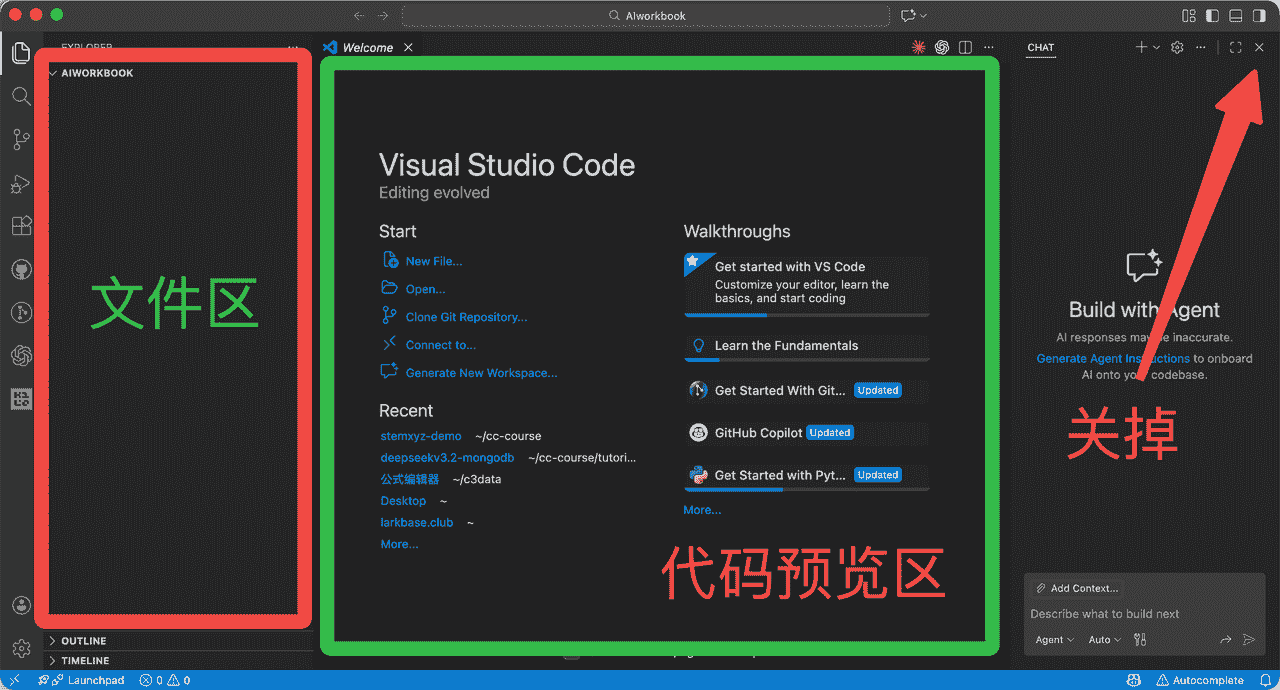 AIworkbook
EXPLORER
Welcome
CHAT
AIWORKBOOK
Visual Studio Code
Editing evolved
Start
New File...
Open...
Clone Git Repository...
Connect to...
Generate New Workspace...
Recent
stemxyz-demo ~/cc-course
deepseekv3.2-mongodb ~/cc-course/tutori...
公式编辑器 ~/c3data
Desktop ~
larkbase.club ~
More...
Walkthroughs
Get started with VS Code
Customize your editor, learn the
basics, and start coding
Learn the Fundamentals
Get Started With Git... Updated
GitHub Copilot Updated
Get Started with Pyt... Updated
More...
文件区
代码预览区
Build with Agent
AI responses may be inaccurate.
Generate Agent Instructions to onboard
AI onto your codebase.
关掉
Add Context...
Describe what to build next
Agent Auto
OUTLINE
TIMELINE
Launchpad 0 0
Autocomplete